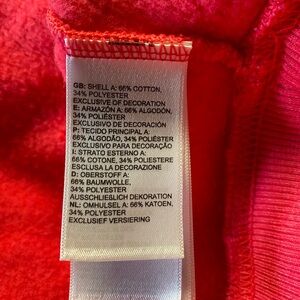 GB: SHELL A: 66% COTTON,
34% POLYESTER
EXCLUSIVE OF DECORATION
E: ARMAZÓN A: 66% ALGODÓN,
34% POLIÉSTER
EXCLUSIVO DE DECORACIÓN
P: TECIDO PRINCIPAL A:
66% ALGODÃO, 34% POLIÉSTER
EXCLUSIVO PARA DECORAÇÃO
I: STRATO ESTERNO A:
66% COTONE, 34% POLIESTERE
ESCLUSA LA DECORAZIONE
D: OBERSTOFF A:
66% BAUMWOLLE,
34% POLYESTER
AUSSCHLIEßLICH DEKORATION
NL: OMHULSEL A: 66% KATOEN,
34% POLYESTER
EXCLUSIEF VERSIERING